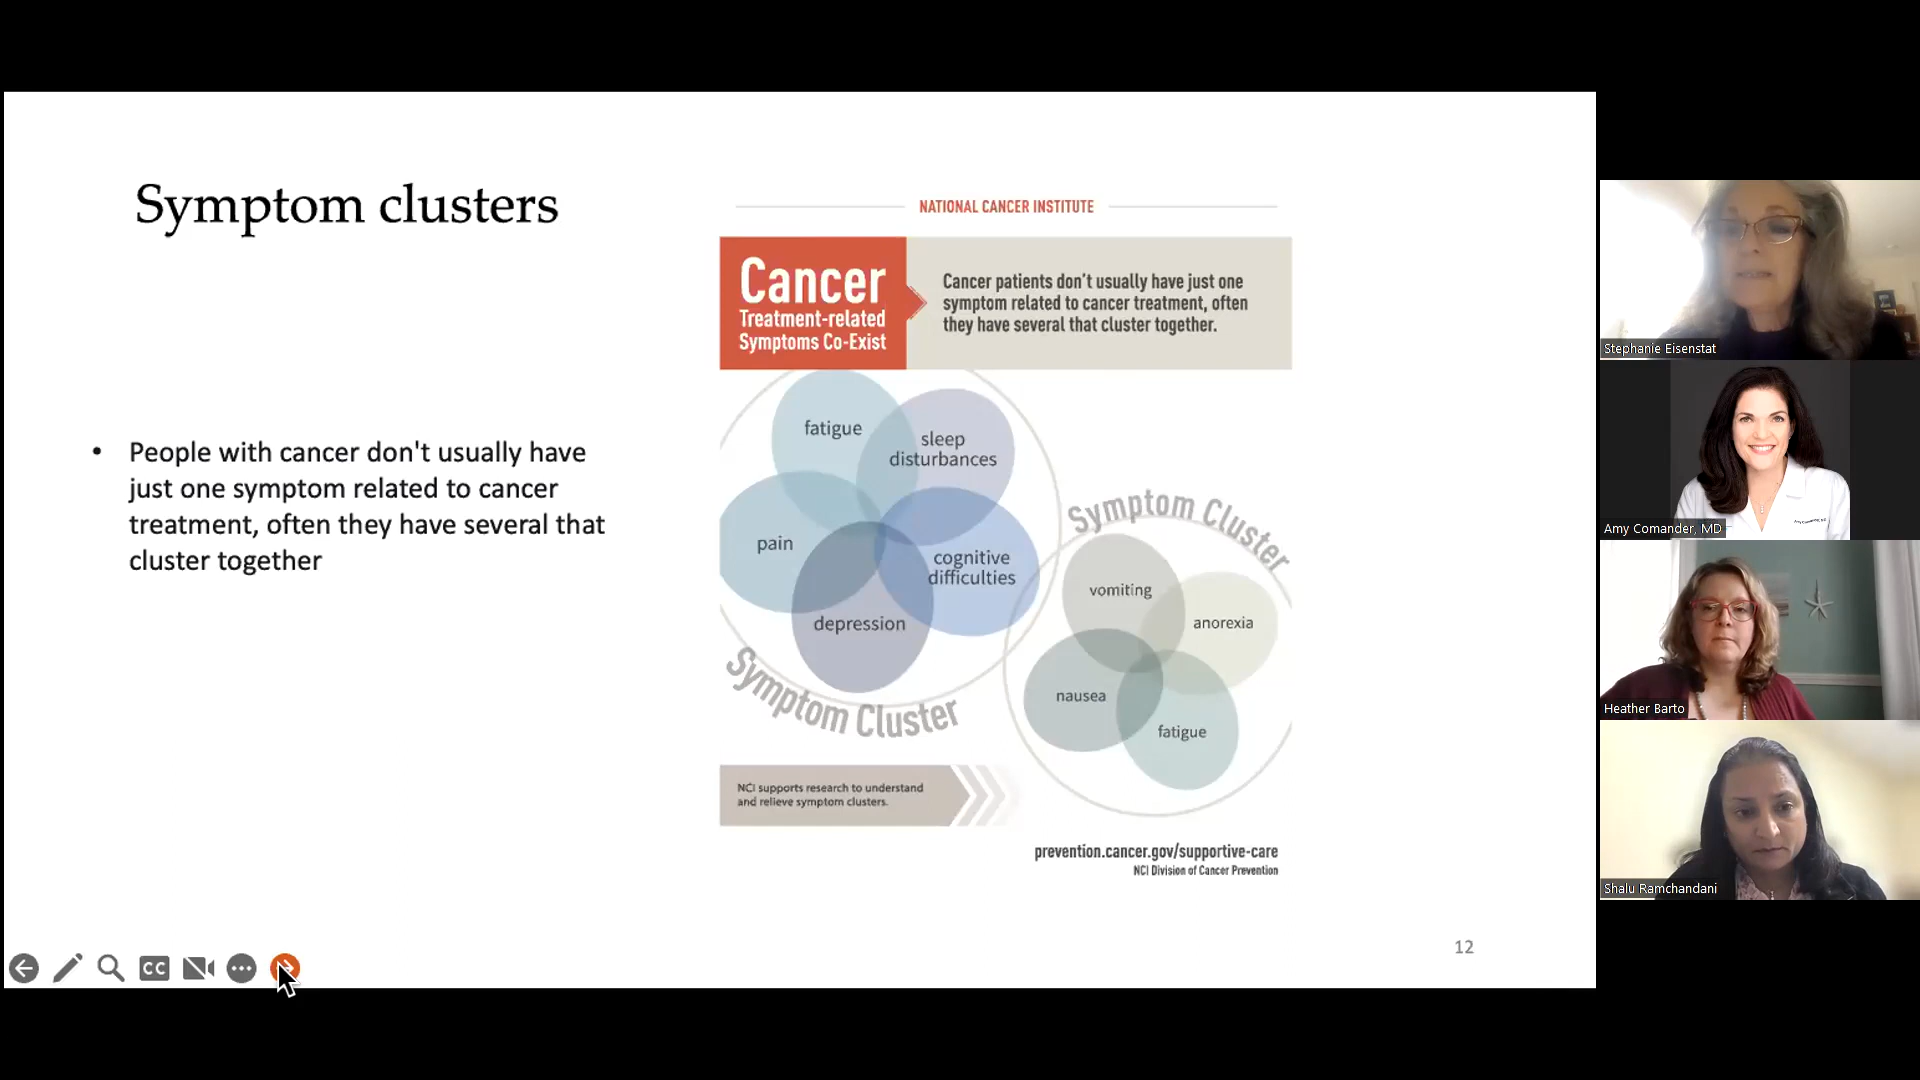 Symptom clusters
• People with cancer don't usually have
just one symptom related to cancer
treatment, often they have several that
cluster together
NATIONAL CANCER INSTITUTE
Cancer
Treatment-related
Symptoms Co-Exist
Cancer patients don't usually have just one
symptom related to cancer treatment, often
they have several that cluster together.
fatigue
sleep
disturbances
pain
cognitive
difficulties
depression
Symptom Cluster
Symptom Cluster
vomiting
anorexia
nausea
fatigue
NCI supports research to understand
and relieve symptom clusters.
prevention.cancer.gov/supportive-care
NCI Division of Cancer Prevention
12
CC
Stephanie Eisenstat
Amy Comander, MD
Heather Barto
Shalu Ramchandani